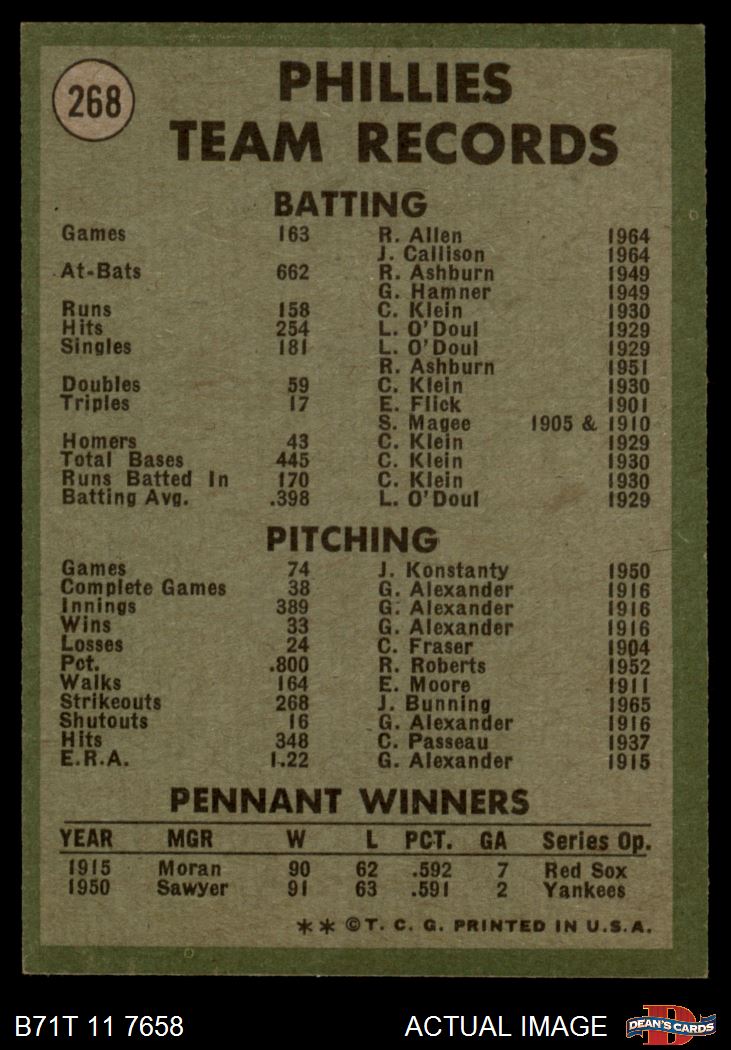 268
PHILLIES
TEAM RECORDS
BATTING
Games 163 R. Allen 1964
J. Callison 1964
At-Bats 662 R. Ashburn 1949
G. Hamner 1949
Runs 158 C. Klein 1930
Hits 254 L. O'Doul 1929
Singles 181 L. O'Doul 1929
R. Ashburn 1951
Doubles 59 C. Klein 1930
Triples 17 E. Flick 1901
S. Magee 1905 & 1910
Homers 43 C. Klein 1929
Total Bases 445 C. Klein 1930
Runs Batted In 170 C. Klein 1930
Batting Avg. .398 L. O'Doul 1929
PITCHING
Games 74 J. Konstanty 1950
Complete Games 38 G. Alexander 1916
Innings 389 G. Alexander 1916
Wins 33 G. Alexander 1916
Losses 24 C. Fraser 1904
Pct. .800 R. Roberts 1952
Walks 164 E. Moore 1911
Strikeouts 268 J. Bunning 1965
Shutouts 16 G. Alexander 1916
Hits 348 C. Passeau 1937
E.R.A. 1.22 G. Alexander 1915
PENNANT WINNERS
YEAR MGR W L PCT. GA Series Op.
1915 Moran 90 62 .592 7 Red Sox
1950 Sawyer 91 63 .591 2 Yankees
** ©T. C. G. PRINTED IN U.S.A.
B71T 11 7658 ACTUAL IMAGE D DEAN'S CARDS